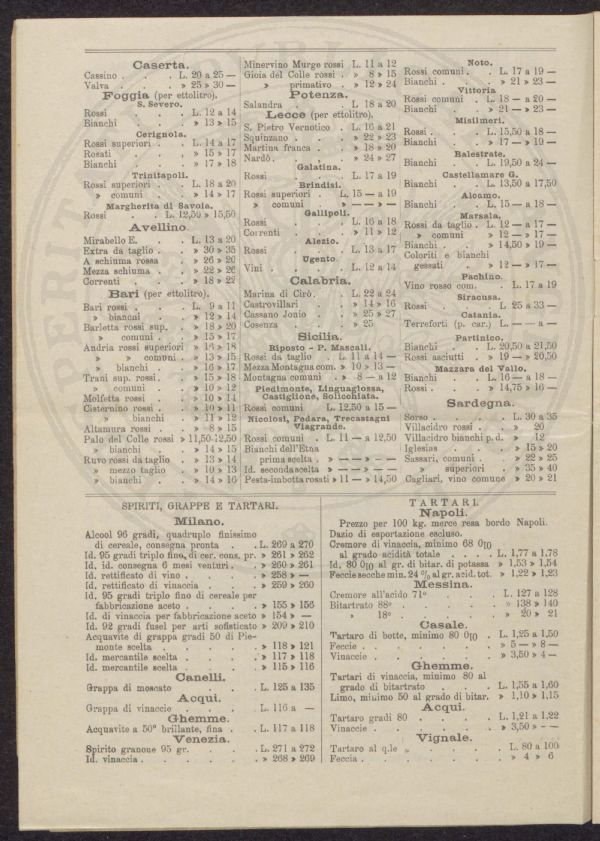 Caserta.
Cassino . . . L. 20 a 25 —
Valva . . . » 25 » 30 —
Foggia (per ettolitro).
S. Severo.
Rossi . . . L. 12 a 14
Bianchi . . . » 13 » 15
Cerignola.
Rossi superiori . L. 14 a 17
Rosati . . . » 15 » 17
Bianchi . . . » 17 » 18
Trinitapoli.
Rossi superiori . L. 18 a 20
» comuni . . » 14 » 17
Margherita di Savoia.
Rossi . . L. 12,50 » 15,50
Avellino.
Mirabello E. . . L. 13 a 20
Extra da taglio . . » 30 » 35
A schiuma rossa . » 26 » 20
Mezza schiuma . . » 22 » 22
Correnti . . . » 18 » 22
Bari (per ettolitro).
Bari rossi . . . L. 9 a 11
» bianchi . . » 12 » 14
Barletta rossi sup. . » 18 » 20
» comuni . . » 15 » 17
Andria rossi superiori » 18
» » comuni . » 13 » 15
» bianchi . . » 16 » 17
Trani sup. rossi . . » 15 » 18
» comuni . . » 10 » 12
Molfetta rossi . . » 10 » 14
Cisternino rossi . . » 10 » 11
» bianchi . » 11 » 12
Altamura rossi . . » 8 » 15
Palo del Colle rossi » 11,50-12,50
» bianchi . » 14 » 15
Ruvo rossi da taglio . » 13 » 14
» mezzo taglio . » 10 » 13
» bianchi . . » 14 » 16
Minervino Murge rossi L. 11 a 12
Gioia del Colle rossi . » 8 » 15
» primativo . » 12 » 24
Potenza.
Salandra . . L. 18 a 20
Lecce (per ettolitro).
S. Pietro Vernotico . L. 16 a 21
Squinzano . . . » 22 » 23
Martina franca . . » 18 » 20
Nardò . . . . » 24 » 27
Galatina.
Rossi . . . L. 17 a 19
Brindisi.
Rossi superiori . L. 15 — a 19
» comuni . » — — » —
Gallipoli.
Rossi . . . L. 16 a 18
Correnti . . . » 11 » 12
Alezio.
Rossi . . . L. 13 a 17
Ugento.
Vini . . . . L. 12 a 14
Calabria.
Marina di Cirò. . L. 22 a 24
Castrovillari . . » 14 » 16
Cassano Jonio . . » 25 » 27
Cosenza . . . » 25
Sicilia.
Riposto - P. Mascali.
Rossi da taglio . L. 11 a 14 —
Mezza Montagna com. » 10 » 13 —
Montagna comuni . » 8 — a 12
Piedimonte, Linguaglossa,
Castiglione, Solicchiata.
Rossi comuni L. 12,50 a 15 —
Nicolosi, Pedara, Trecastagni
Viagrande.
Rossi comuni . L. 11 — a 12,50
Bianchi dell'Etna
prima scelta . » — — » — —
Id. seconda scelta » — — » — —
Pesta-imbotta rosati » 11 — » 14,50
Noto.
Rossi comuni . . L. 17 a 19 —
Bianchi . . . » 21 » 23 —
Vittoria
Rossi comuni L. 18 — a 20 —
Bianchi . . » 21 — » 23 —
Misilmeri.
Rossi . . . L. 15,50 a 18 —
Bianchi . . » 17 — » 19 —
Balestrate.
Bianchi . . L. 19,50 a 24 —
Castellamare G.
Bianchi . . L. 13,50 a 17,50
Alcamo.
Bianchi . . L. 15 — a 18 —
Marsala.
Rossi da taglio . L. 12 — a 17 —
» comuni . » 12 — » 17 —
Bianchi . . . » 14,50 » 19 —
Coloriti e bianchi
gessati . . » 12 — » 17 —
Pachino.
Vino rosso com. . L. 17 a 19
Siracusa.
Rossi . . . L. 25 a 33 —
Catania.
Terreforti (p. car.) L. — — a —
Partinico.
Bianchi . . L. 20,50 a 21,50
Rossi asciutti . . » 19 — » 20,50
Mazzara del Vallo.
Bianchi . . L. 16 — a 18 —
Rossi . . . » 14,75 » 16 —
Sardegna.
Sorso . . . . L. 30 a 35
Villacidro rossi . . » 20
Villacidro bianchi p. d. » 12
Iglesias . . . » 15 » 20
Sassari, comuni . . » 22 » 25
» superiori . » 35 » 40
Cagliari, vino comune » 20 » 21
SPIRITI, GRAPPE E TARTARI.
Milano.
Alcool 96 gradi, quadruplo finissimo
di cereale, consegna pronta . . L. 269 a 270
Id. 95 gradi triplo fino, di cer. cons. pr. » 261 » 262
Id. id. consegna 6 mesi venturi . . » 260 » 261
Id. rettificato di vino . . . . » 258 » —
Id. rettificato di vinaccia . . . » 259 » 260
Id. 95 gradi triplo fino di cereale per
fabbricazione aceto . . . . » 155 » 156
Id. di vinaccia per fabbricazione aceto » 154 » —
Id. 92 gradi fusel per arti sofisticato » 209 » 210
Acquavite di grappa gradi 50 di Pie-
monte scelta . . . . . » 118 » 121
Id. mercantile scelta . . . . » 117 » 118
Id. mercantile scelta . . . . » 115 » 116
Canelli.
Grappa di moscato . . . . L. 125 a 135
Acqui.
Grappa di vinaccie . . . . L. 116 a —
Ghemme.
Acquavite a 50° brillante, fina . . L. 117 a 118
Venezia.
Spirito granone 95 gr. . . . L. 271 a 272
Id. vinaccia . . . . . » 268 » 269
TARTARI.
Napoli.
Prezzo per 100 kg. merce resa bordo Napoli.
Dazio di esportazione escluso.
Cremore di vinaccia, minimo 68 0|0
al grado acidità totale . . . L. 1,77 a 1,78
Id. 80 0|0 al gr. di bitar. di potassa » 1,53 » 1,54
Feccie secche min. 24 % al gr. acid. tot. » 1,22 » 1,23
Messina.
Cremore all'acido 71° . . . L. 127 a 128
Bitartrato 88° . . . . » 138 » 140
» 18° . . . . » 20 » 21
Casale.
Tartaro di botte, minimo 80 0|0 . L. 1,25 a 1,50
Feccie . . . . . . » 5 — » 8 —
Vinaccie . . . . . » 3,50 » 4 —
Ghemme.
Tartari di vinaccia, minimo 80 al
grado di bitartrato . . . L. 1,55 a 1,60
Limo, minimo 50 al grado di bitar. » 1,10 » 1,15
Acqui.
Tartaro gradi 80 . . . . L. 1,21 a 1,22
Vinaccie . . . . . » 3,50 » —
Vignale.
Tartaro al q.le » . . . L. 80 a 100
Feccia . . . . . . » 4 » 6